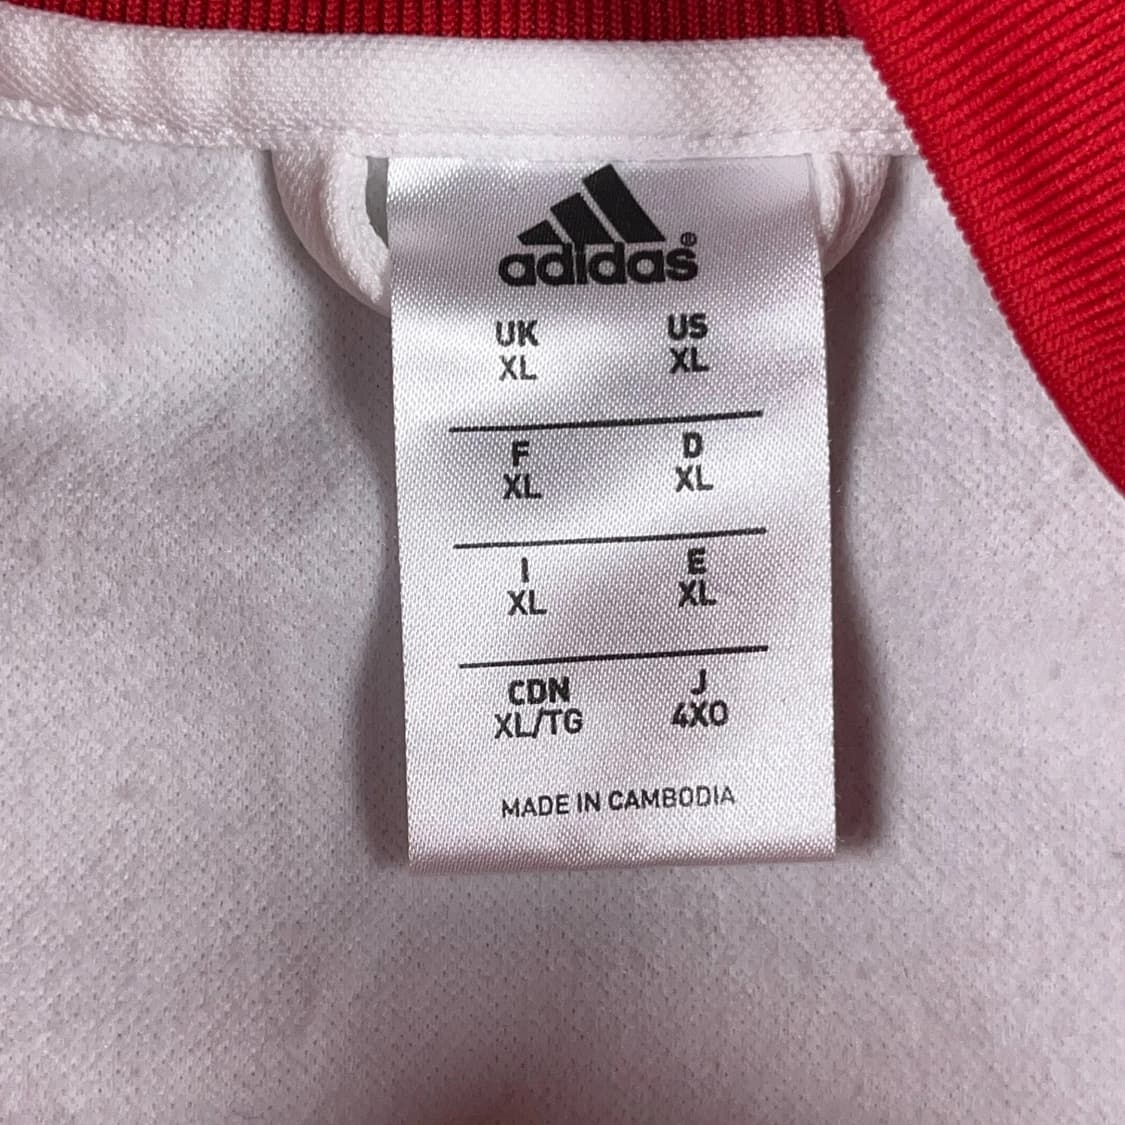 adidas®
UK US
XL XL
F D
XL XL
I E
XL XL
CDN J
XL/TG 4XO
MADE IN CAMBODIA